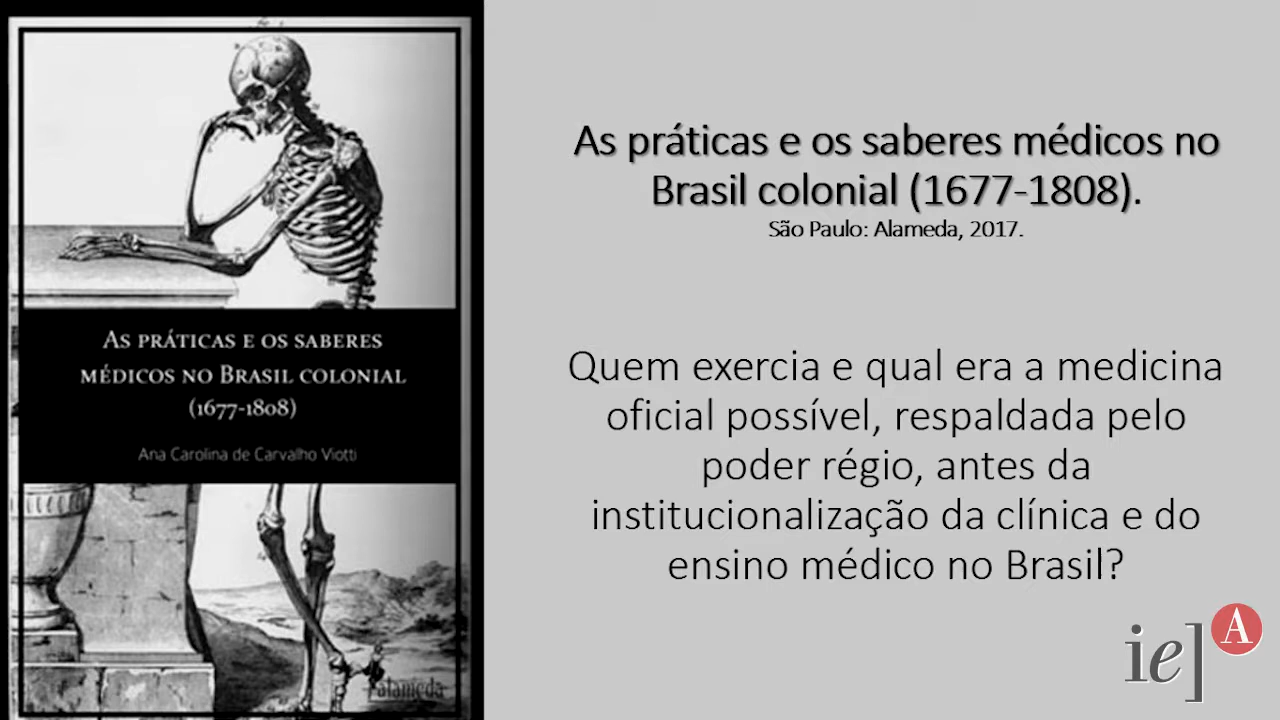 As práticas e os saberes
médicos no Brasil colonial
(1677-1808)
Ana Carolina de Carvalho Viotti
alameda
As práticas e os saberes médicos no
Brasil colonial (1677-1808).
São Paulo: Alameda, 2017.
Quem exercia e qual era a medicina
oficial possível, respaldada pelo
poder régio, antes da
institucionalização da clínica e do
ensino médico no Brasil?
ie]A